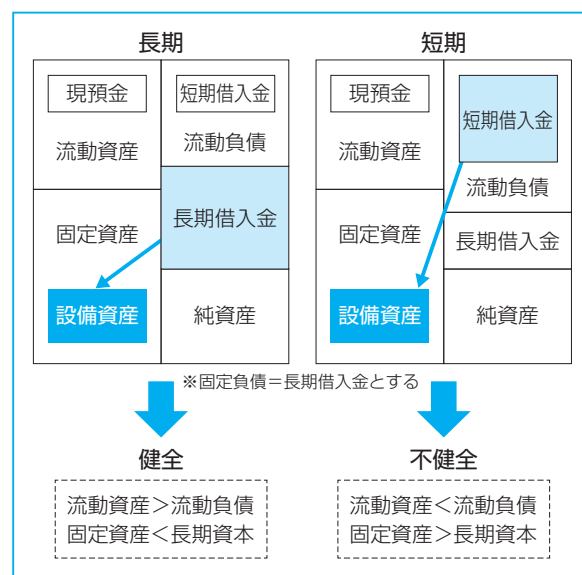 長期
現預金
流動資産
固定資産
設備資産
短期借入金
流動負債
長期借入金
純資産
短期
現預金
流動資産
固定資産
設備資産
短期借入金
流動負債
長期借入金
純資産
※固定負債＝長期借入金とする
健全
流動資産＞流動負債
固定資産＜長期資本
不健全
流動資産＜流動負債
固定資産＞長期資本